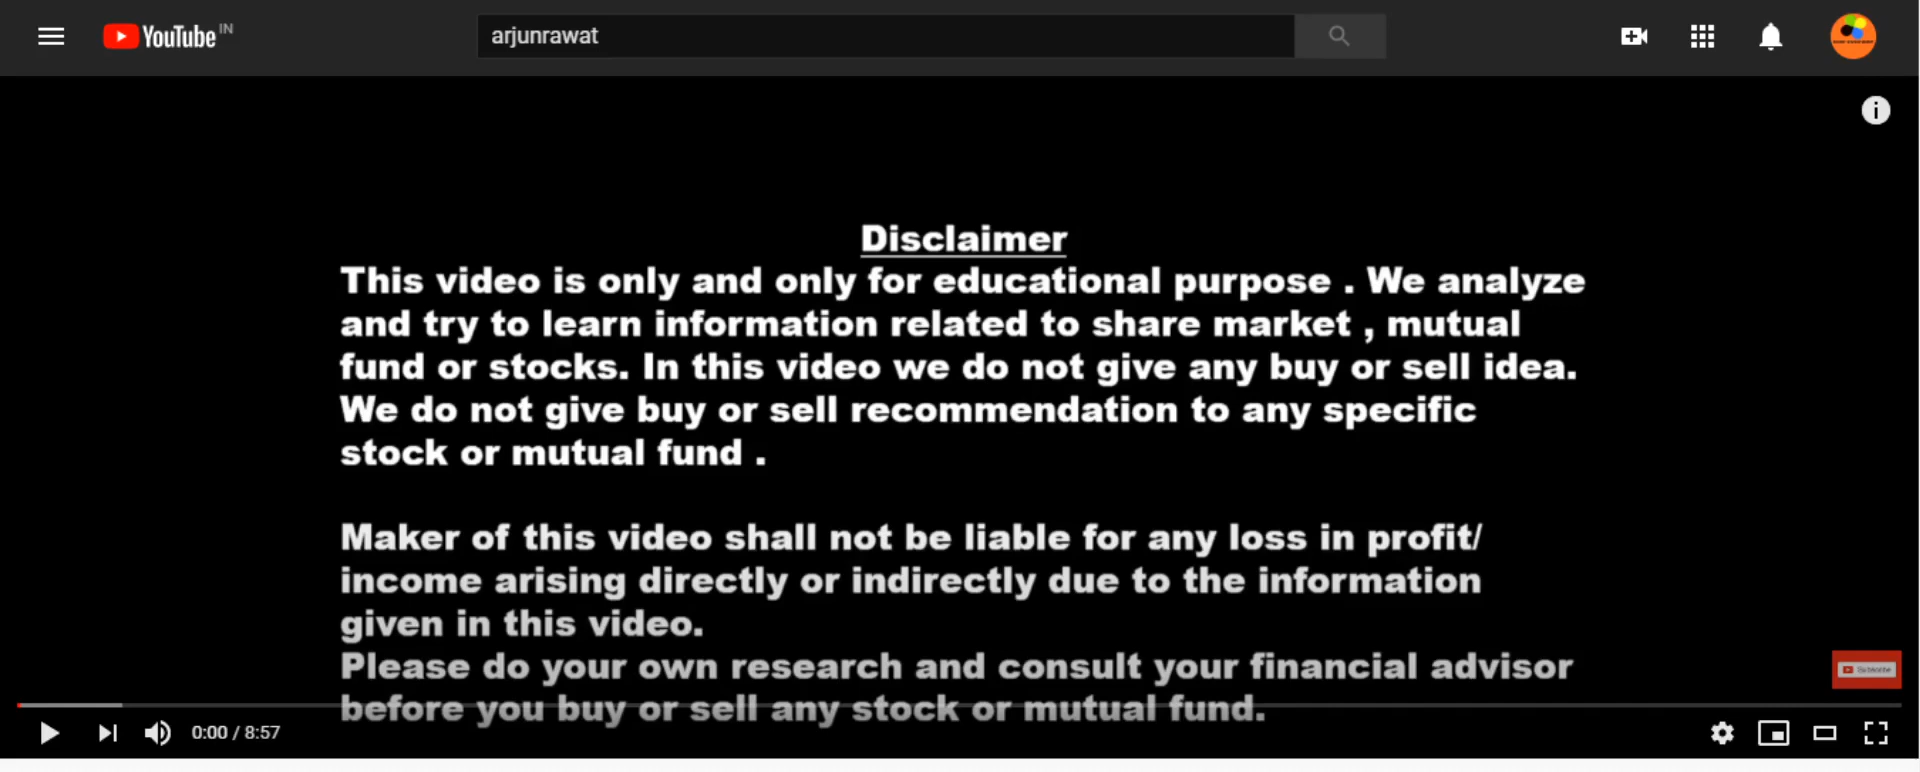 YouTube IN
arjunrawat
Disclaimer
This video is only and only for educational purpose . We analyze
and try to learn information related to share market , mutual
fund or stocks. In this video we do not give any buy or sell idea.
We do not give buy or sell recommendation to any specific
stock or mutual fund .
Maker of this video shall not be liable for any loss in profit/
income arising directly or indirectly due to the information
given in this video.
Please do your own research and consult your financial advisor
before you buy or sell any stock or mutual fund.
Subscribe
0:00 / 8:57